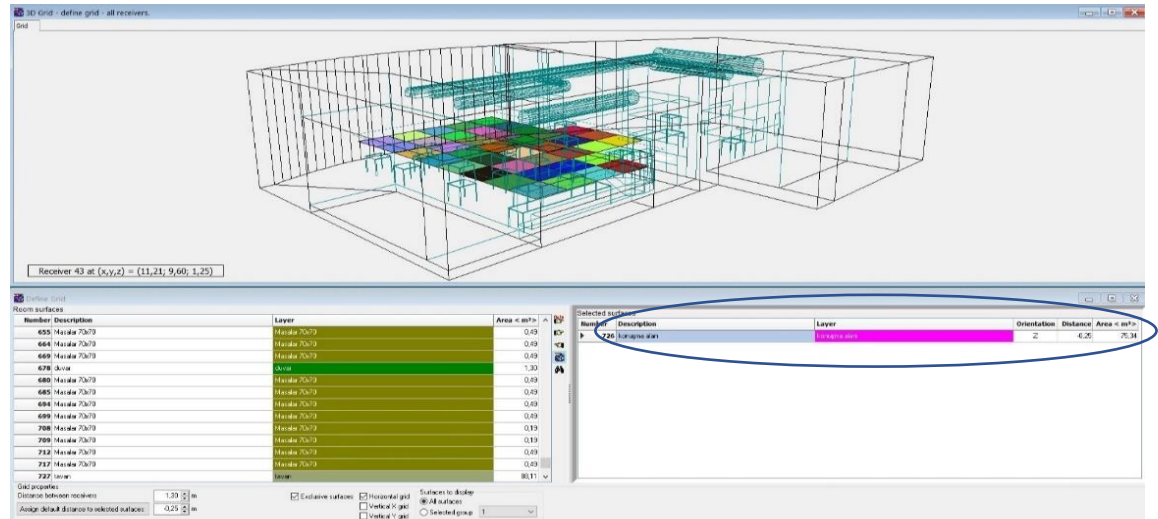 3D Grid - define grid - all receivers.
Grid
Receiver 43 at (x,y,z) = (11,21; 9,60; 1,25)
Define Grid
Room surfaces
Number Description Layer Area < m²>
655 Masalar 70x70 Masalar 70x70 0,49
664 Masalar 70x70 Masalar 70x70 0,49
669 Masalar 70x70 Masalar 70x70 0,49
678 duvar duvar 1,30
680 Masalar 70x70 Masalar 70x70 0,49
685 Masalar 70x70 Masalar 70x70 0,49
694 Masalar 70x70 Masalar 70x70 0,49
699 Masalar 70x70 Masalar 70x70 0,49
708 Masalar 70x70 Masalar 70x70 0,19
709 Masalar 70x70 Masalar 70x70 0,19
712 Masalar 70x70 Masalar 70x70 0,49
717 Masalar 70x70 Masalar 70x70 0,49
727 tavan tavan 88,11
Selected surfaces
Number Description Layer Orientation Distance Area < m²>
726 konuşma alanı konuşma alanı Z -0,25 75,34
Grid properties
Distance between receivers 1,30 m
Assign default distance to selected surfaces -0,25 m
Exclusive surfaces
Horizontal grid
Vertical X grid
Vertical Y grid
Surfaces to display
All surfaces
Selected group 1